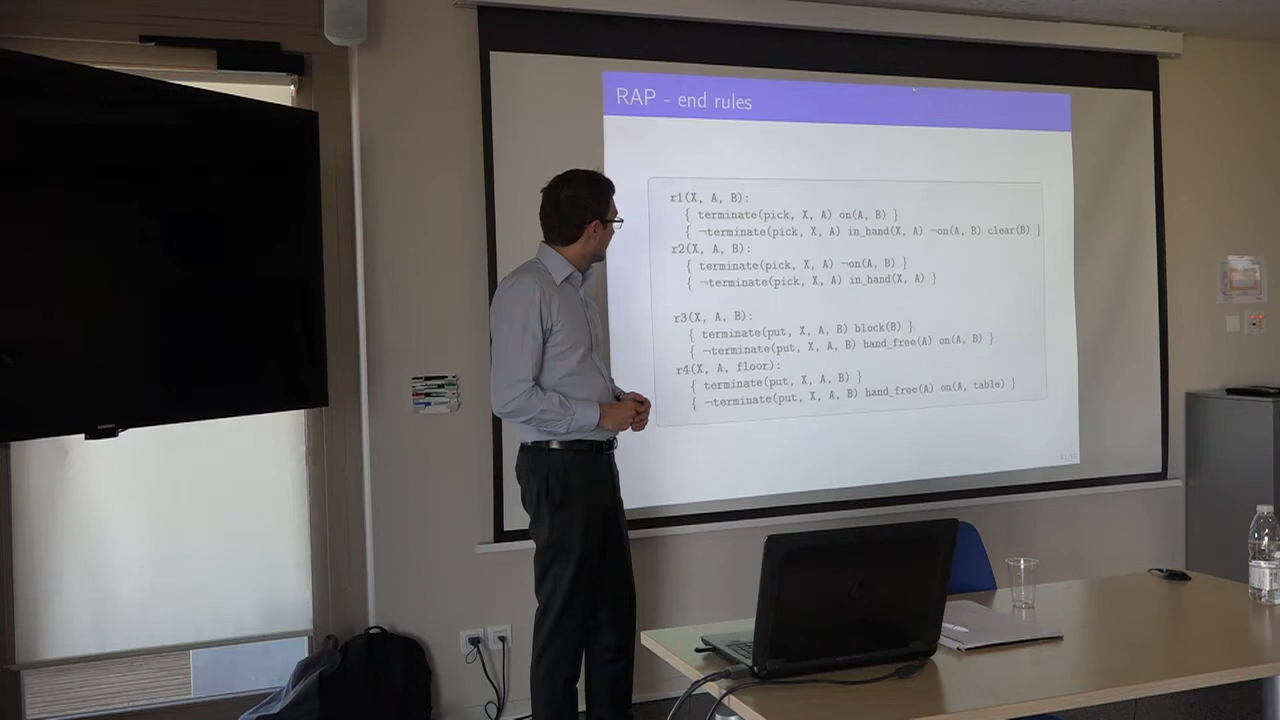 RAP - end rules
r1(X, A, B):
{ terminate(pick, X, A) on(A, B) }
{ ¬terminate(pick, X, A) in_hand(X, A) ¬on(A, B) clear(B) }
r2(X, A, B):
{ terminate(pick, X, A) ¬on(A, B) }
{ ¬terminate(pick, X, A) in_hand(X, A) }
r3(X, A, B):
{ terminate(put, X, A, B) block(B) }
{ ¬terminate(put, X, A, B) hand_free(A) on(A, B) }
r4(X, A, floor):
{ terminate(put, X, A, B) }
{ ¬terminate(put, X, A, B) hand_free(A) on(A, table) }